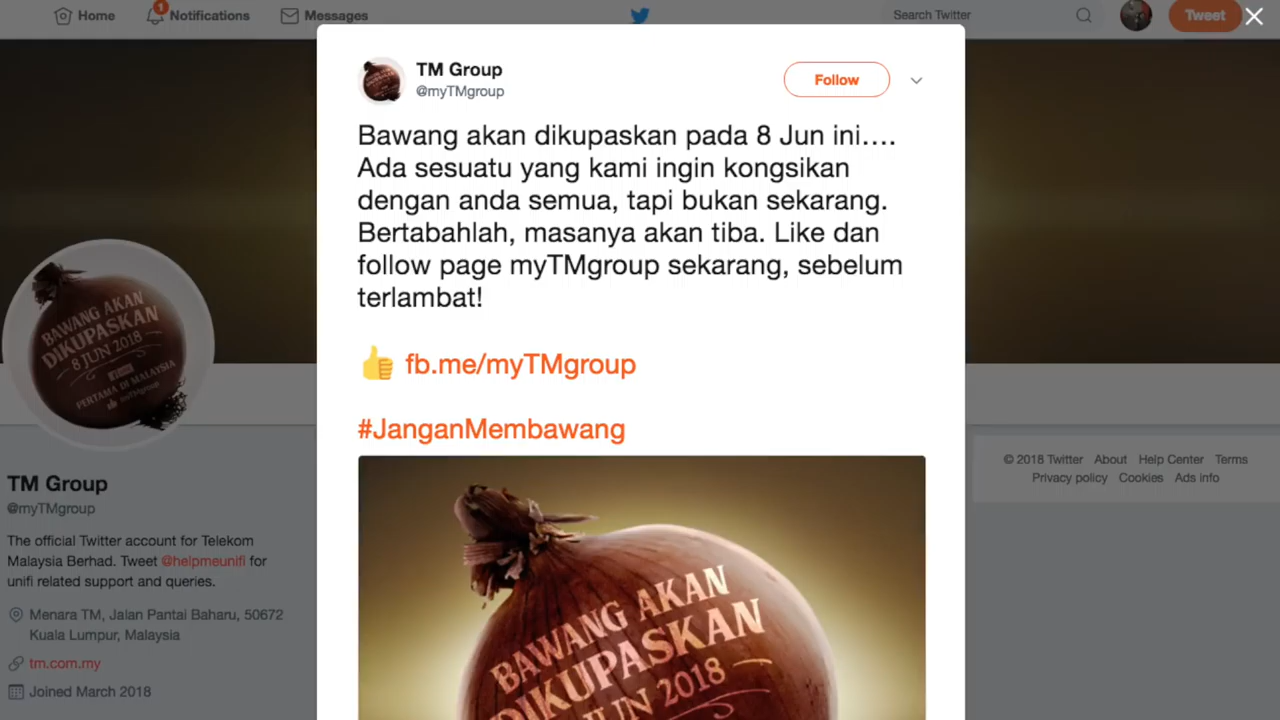 Home
1
Notifications
Messages
Search Twitter
Tweet
TM Group
@myTMgroup
Follow
Bawang akan dikupaskan pada 8 Jun ini....
Ada sesuatu yang kami ingin kongsikan
dengan anda semua, tapi bukan sekarang.
Bertabahlah, masanya akan tiba. Like dan
follow page myTMgroup sekarang, sebelum
terlambat!
fb.me/myTMgroup
#JanganMembawang
BAWANG AKAN
DIKUPASKAN
JUN 2018
BAWANG AKAN
DIKUPASKAN
8 JUN 2018
PERTAMA DI MALAYSIA
myTMgroup
TM Group
@myTMgroup
The official Twitter account for Telekom
Malaysia Berhad. Tweet @helpmeunifi for
unifi related support and queries.
Menara TM, Jalan Pantai Baharu, 50672
Kuala Lumpur, Malaysia
tm.com.my
Joined March 2018
© 2018 Twitter About Help Center Terms
Privacy policy Cookies Ads info